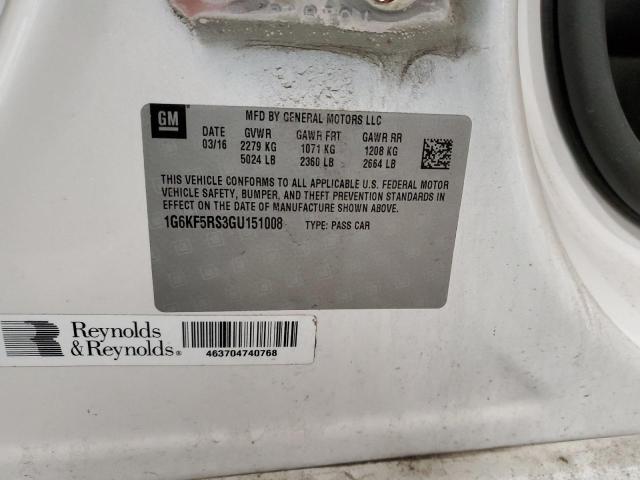 GM
MFD BY GENERAL MOTORS LLC
DATE GVWR GAWR FRT GAWR RR
03/16 2279 KG 1071 KG 1208 KG
5024 LB 2360 LB 2664 LB
THIS VEHICLE CONFORMS TO ALL APPLICABLE U.S. FEDERAL MOTOR
VEHICLE SAFETY, BUMPER, AND THEFT PREVENTION STANDARDS IN
EFFECT ON THE DATE OF MANUFACTURE SHOWN ABOVE.
1G6KF5RS3GU151008 TYPE: PASS CAR
Reynolds
& Reynolds®
463704740768